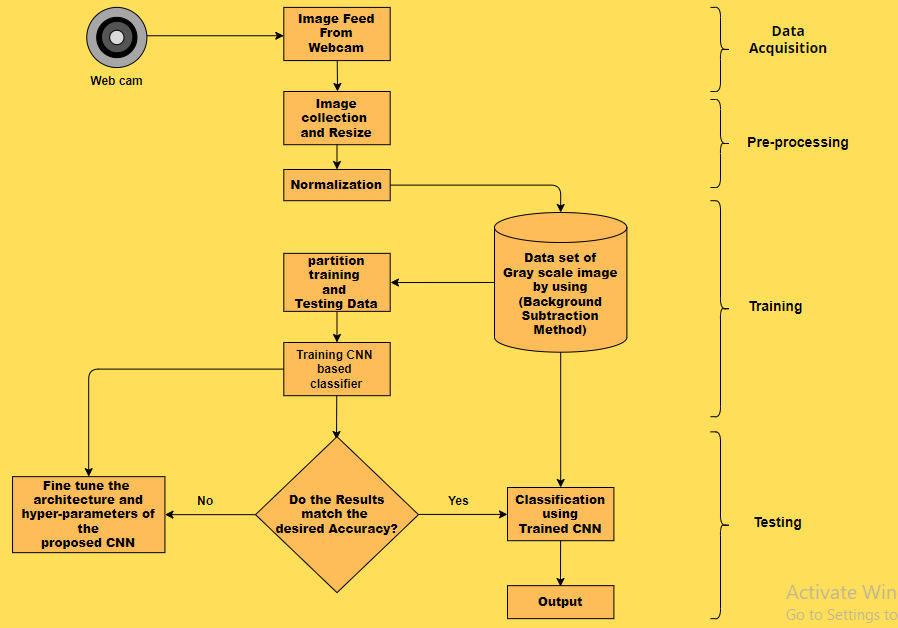 Image Feed
From
Webcam
Data
Acquisition
Web cam
Image
collection
and Resize
Pre-processing
Normalization
Data set of
Gray scale image
by using
(Background
Subtraction
Method)
partition
training
and
Testing Data
Training
Training CNN
based
classifier
Fine tune the
architecture and
hyper-parameters of
the
proposed CNN
No
Do the Results
match the
desired Accuracy?
Yes
Classification
using
Trained CNN
Testing
Output
Activate Win
Go to Settings to